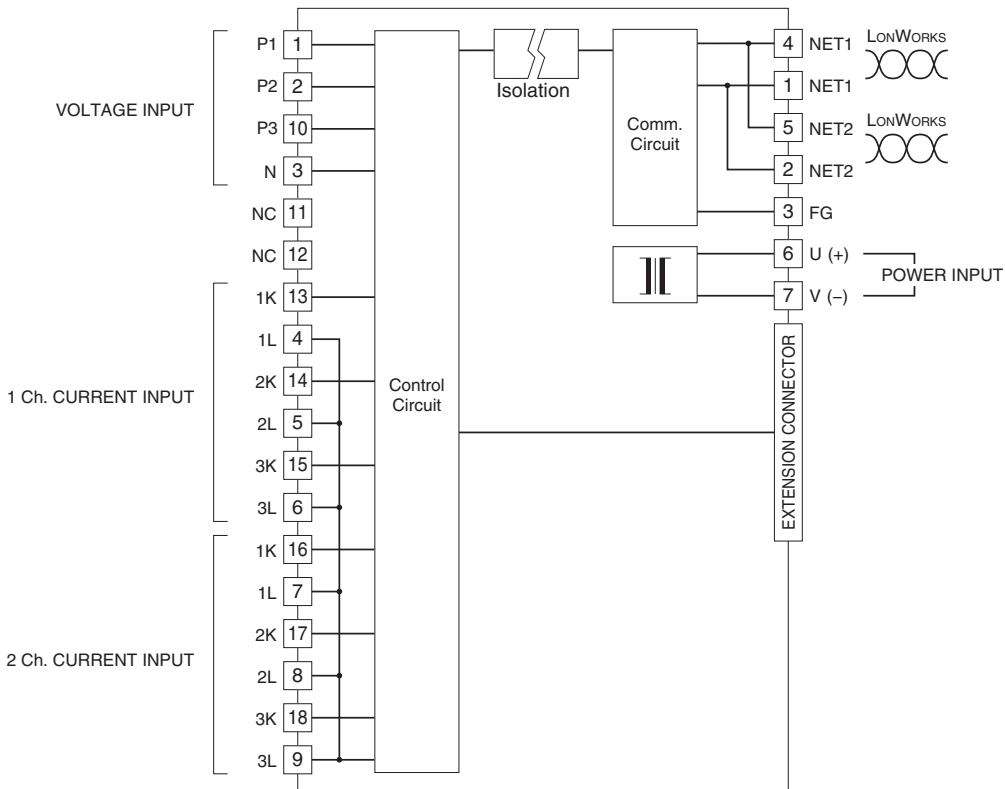 VOLTAGE INPUT
P1 1
P2 2
P3 10
N 3
NC 11
NC 12
1 Ch. CURRENT INPUT
1K 13
1L 4
2K 14
2L 5
3K 15
3L 6
2 Ch. CURRENT INPUT
1K 16
1L 7
2K 17
2L 8
3K 18
3L 9
Control
Circuit
Isolation
Comm.
Circuit
4 NET1 LONWORKS
1 NET1
5 NET2 LONWORKS
2 NET2
3 FG
6 U (+)
7 V (–)
POWER INPUT
EXTENSION CONNECTOR